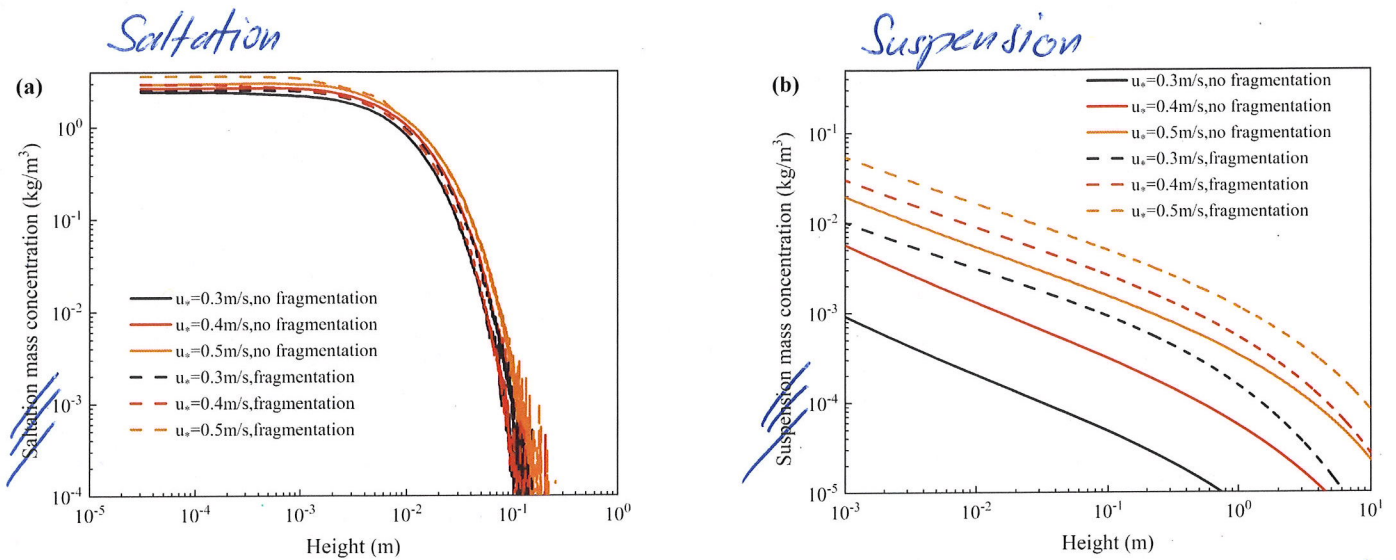 Saltation
(a)
Saltation mass concentration (kg/m³)
10⁰
10⁻¹
10⁻²
10⁻³
10⁻⁴
u*=0.3m/s,no fragmentation
u*=0.4m/s,no fragmentation
u*=0.5m/s,no fragmentation
u*=0.3m/s,fragmentation
u*=0.4m/s,fragmentation
u*=0.5m/s,fragmentation
10⁻⁵ 10⁻⁴ 10⁻³ 10⁻² 10⁻¹ 10⁰
Height (m)
Suspension
(b)
Suspension mass concentration (kg/m³)
10⁻¹
10⁻²
10⁻³
10⁻⁴
10⁻⁵
u*=0.3m/s,no fragmentation
u*=0.4m/s,no fragmentation
u*=0.5m/s,no fragmentation
u*=0.3m/s,fragmentation
u*=0.4m/s,fragmentation
u*=0.5m/s,fragmentation
10⁻³ 10⁻² 10⁻¹ 10⁰ 10¹
Height (m)